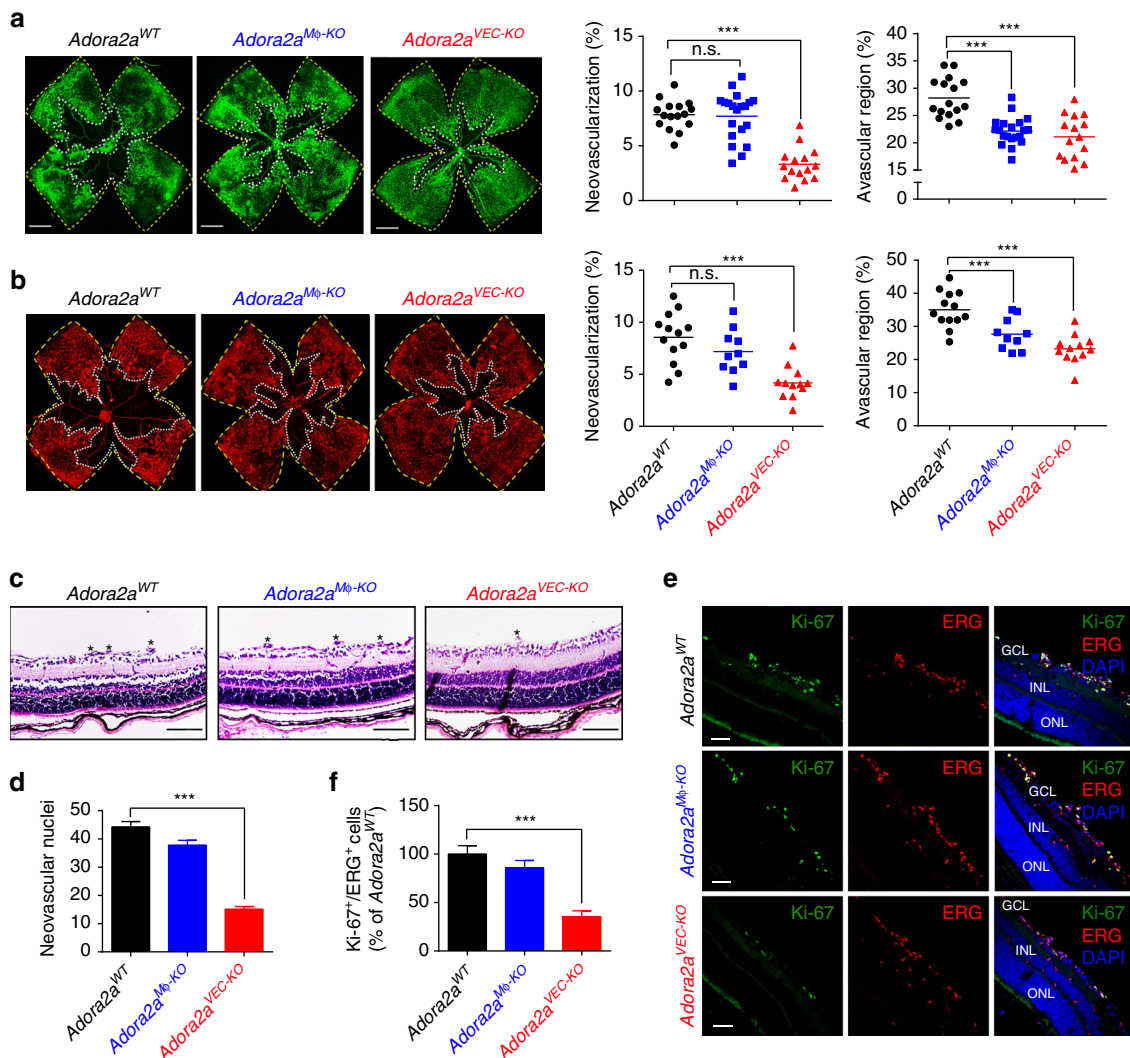 a
Adora2a^WT
Adora2a^Mφ-KO
Adora2a^VEC-KO
Neovascularization (%)
15
10
5
0
n.s.
***
Avascular region (%)
40
35
30
25
20
15
10
0
***
***
b
Adora2a^WT
Adora2a^Mφ-KO
Adora2a^VEC-KO
Neovascularization (%)
15
10
5
0
n.s.
***
Adora2a^WT
Adora2a^Mφ-KO
Adora2a^VEC-KO
Avascular region (%)
50
40
30
20
10
0
***
***
Adora2a^WT
Adora2a^Mφ-KO
Adora2a^VEC-KO
c
Adora2a^WT
Adora2a^Mφ-KO
Adora2a^VEC-KO
* * *
* * *
*
d
Neovascular nuclei
50
40
30
20
10
0
***
Adora2a^WT
Adora2a^Mφ-KO
Adora2a^VEC-KO
f
Ki-67⁺/ERG⁺ cells
(% of Adora2a^WT)
150
100
50
0
***
Adora2a^WT
Adora2a^Mφ-KO
Adora2a^VEC-KO
e
Adora2a^WT
Ki-67
ERG
Ki-67
ERG
DAPI
GCL
INL
ONL
Adora2a^Mφ-KO
Ki-67
ERG
Ki-67
ERG
DAPI
GCL
INL
ONL
Adora2a^VEC-KO
Ki-67
ERG
Ki-67
ERG
DAPI
GCL
INL
ONL